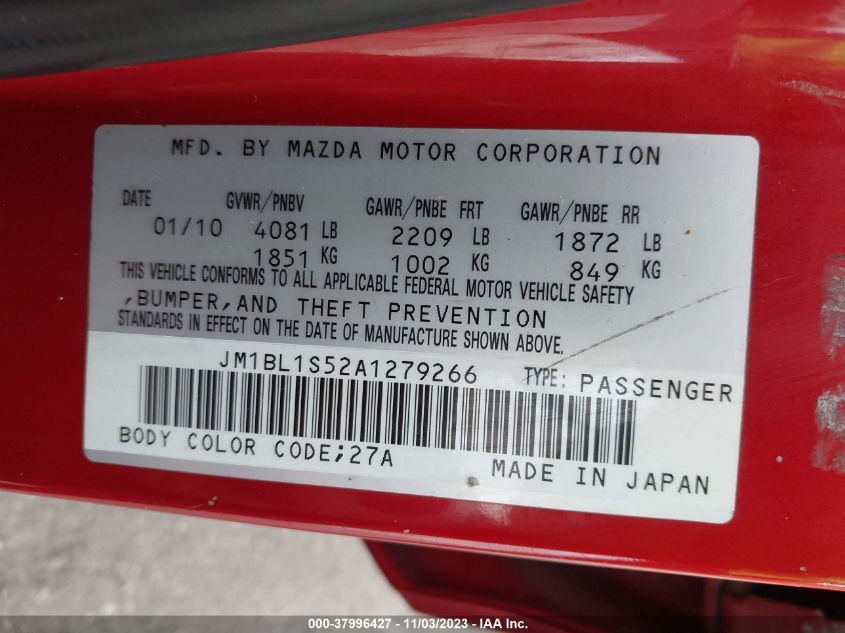 MFD. BY MAZDA MOTOR CORPORATION
DATE GVWR/PNBV GAWR/PNBE FRT GAWR/PNBE RR
01/10 4081 LB 2209 LB 1872 LB
1851 KG 1002 KG 849 KG
THIS VEHICLE CONFORMS TO ALL APPLICABLE FEDERAL MOTOR VEHICLE SAFETY
,BUMPER,AND THEFT PREVENTION
STANDARDS IN EFFECT ON THE DATE OF MANUFACTURE SHOWN ABOVE.
JM1BL1S52A1279266 TYPE: PASSENGER
BODY COLOR CODE;27A
MADE IN JAPAN
000-37996427 - 11/03/2023 - IAA Inc.